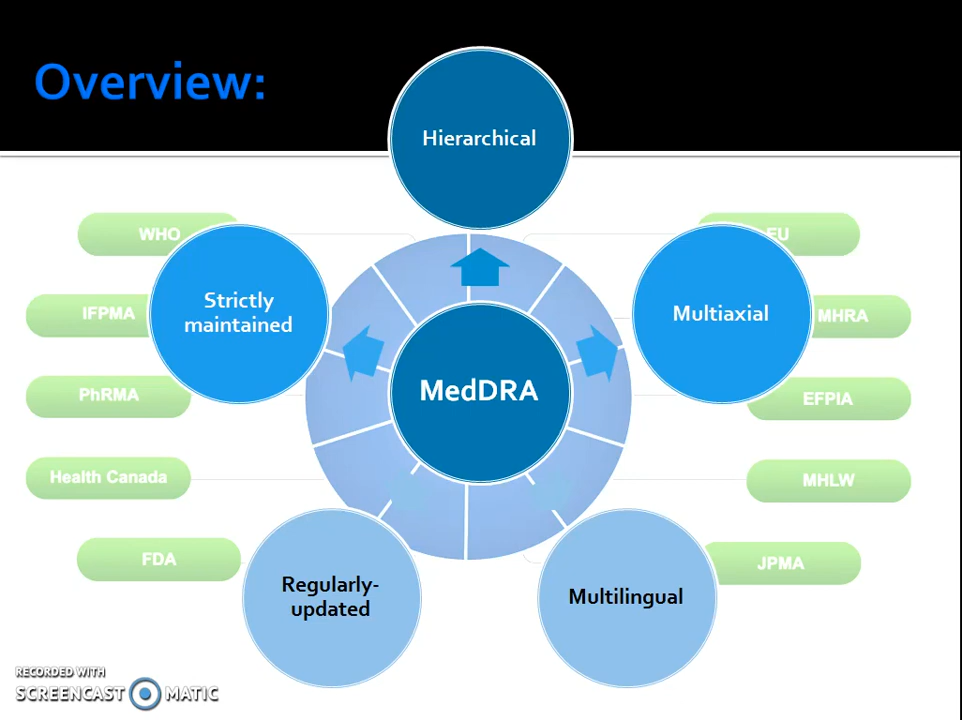 Overview:
Hierarchical
WHO
EU
Strictly
maintained
Multiaxial
IFPMA
MHRA
MedDRA
PhRMA
EFPIA
Health Canada
MHLW
FDA
JPMA
Regularly-
updated
Multilingual
RECORDED WITH
SCREENCAST MATIC